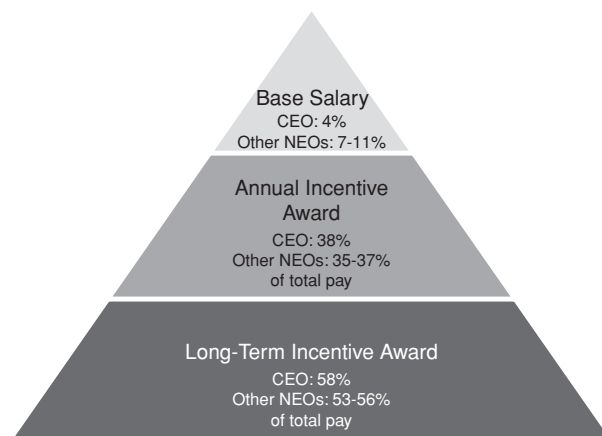 Base Salary
CEO: 4%
Other NEOs: 7-11%
Annual Incentive
Award
CEO: 38%
Other NEOs: 35-37%
of total pay
Long-Term Incentive Award
CEO: 58%
Other NEOs: 53-56%
of total pay